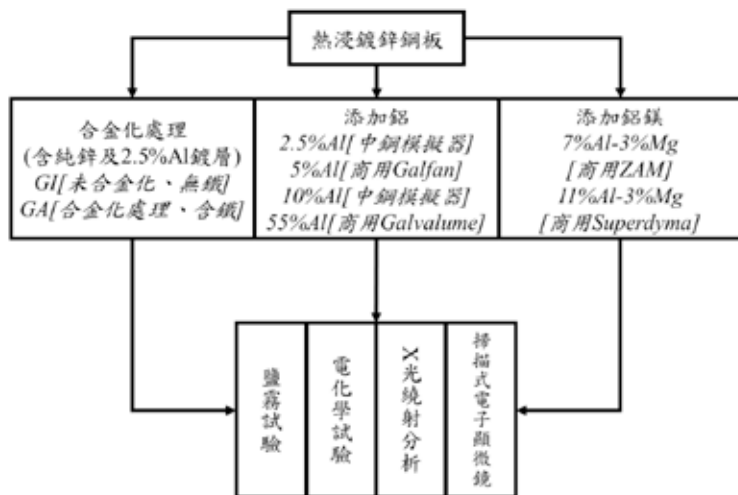 熱浸鍍鋅鋼板
合金化處理
(含純鋅及2.5%Al鍍層)
GI[未合金化、無鐵]
GA[合金化處理、含鐵]
添加鋁
2.5%Al[中鋼模擬器]
5%Al[商用Galfan]
10%Al[中鋼模擬器]
55%Al[商用Galvalume]
添加鋁鎂
7%Al-3%Mg
[商用ZAM]
11%Al-3%Mg
[商用Superdyma]
鹽霧試驗
電化學試驗
X光繞射分析
掃描式電子顯微鏡